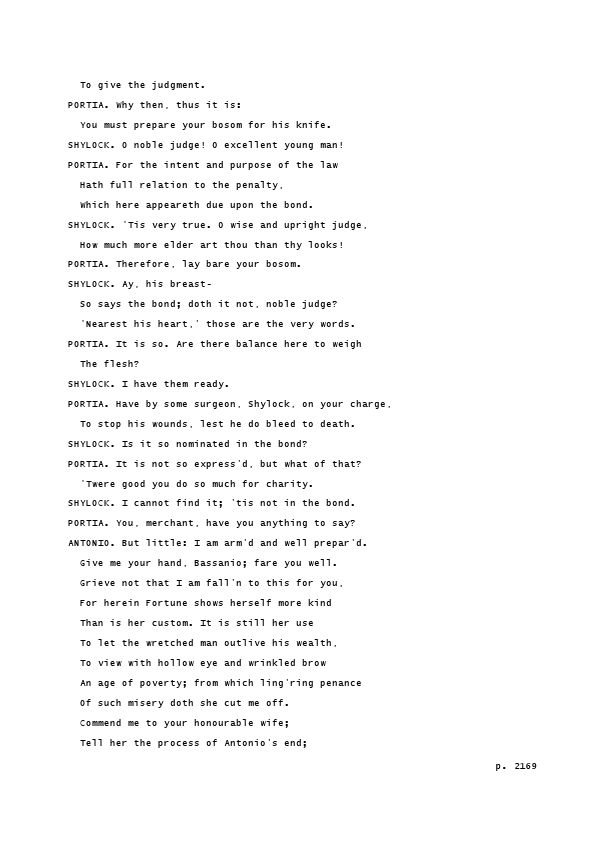 To give the judgment.
PORTIA. Why then, thus it is:
You must prepare your bosom for his knife.
SHYLOCK. O noble judge! O excellent young man!
PORTIA. For the intent and purpose of the law
Hath full relation to the penalty,
Which here appeareth due upon the bond.
SHYLOCK. 'Tis very true. O wise and upright judge,
How much more elder art thou than thy looks!
PORTIA. Therefore, lay bare your bosom.
SHYLOCK. Ay, his breast-
So says the bond; doth it not, noble judge?
'Nearest his heart,' those are the very words.
PORTIA. It is so. Are there balance here to weigh
The flesh?
SHYLOCK. I have them ready.
PORTIA. Have by some surgeon, Shylock, on your charge,
To stop his wounds, lest he do bleed to death.
SHYLOCK. Is it so nominated in the bond?
PORTIA. It is not so express'd, but what of that?
'Twere good you do so much for charity.
SHYLOCK. I cannot find it; 'tis not in the bond.
PORTIA. You, merchant, have you anything to say?
ANTONIO. But little: I am arm'd and well prepar'd.
Give me your hand, Bassanio; fare you well.
Grieve not that I am fall'n to this for you,
For herein Fortune shows herself more kind
Than is her custom. It is still her use
To let the wretched man outlive his wealth,
To view with hollow eye and wrinkled brow
An age of poverty; from which ling'ring penance
Of such misery doth she cut me off.
Commend me to your honourable wife;
Tell her the process of Antonio's end;
p. 2169